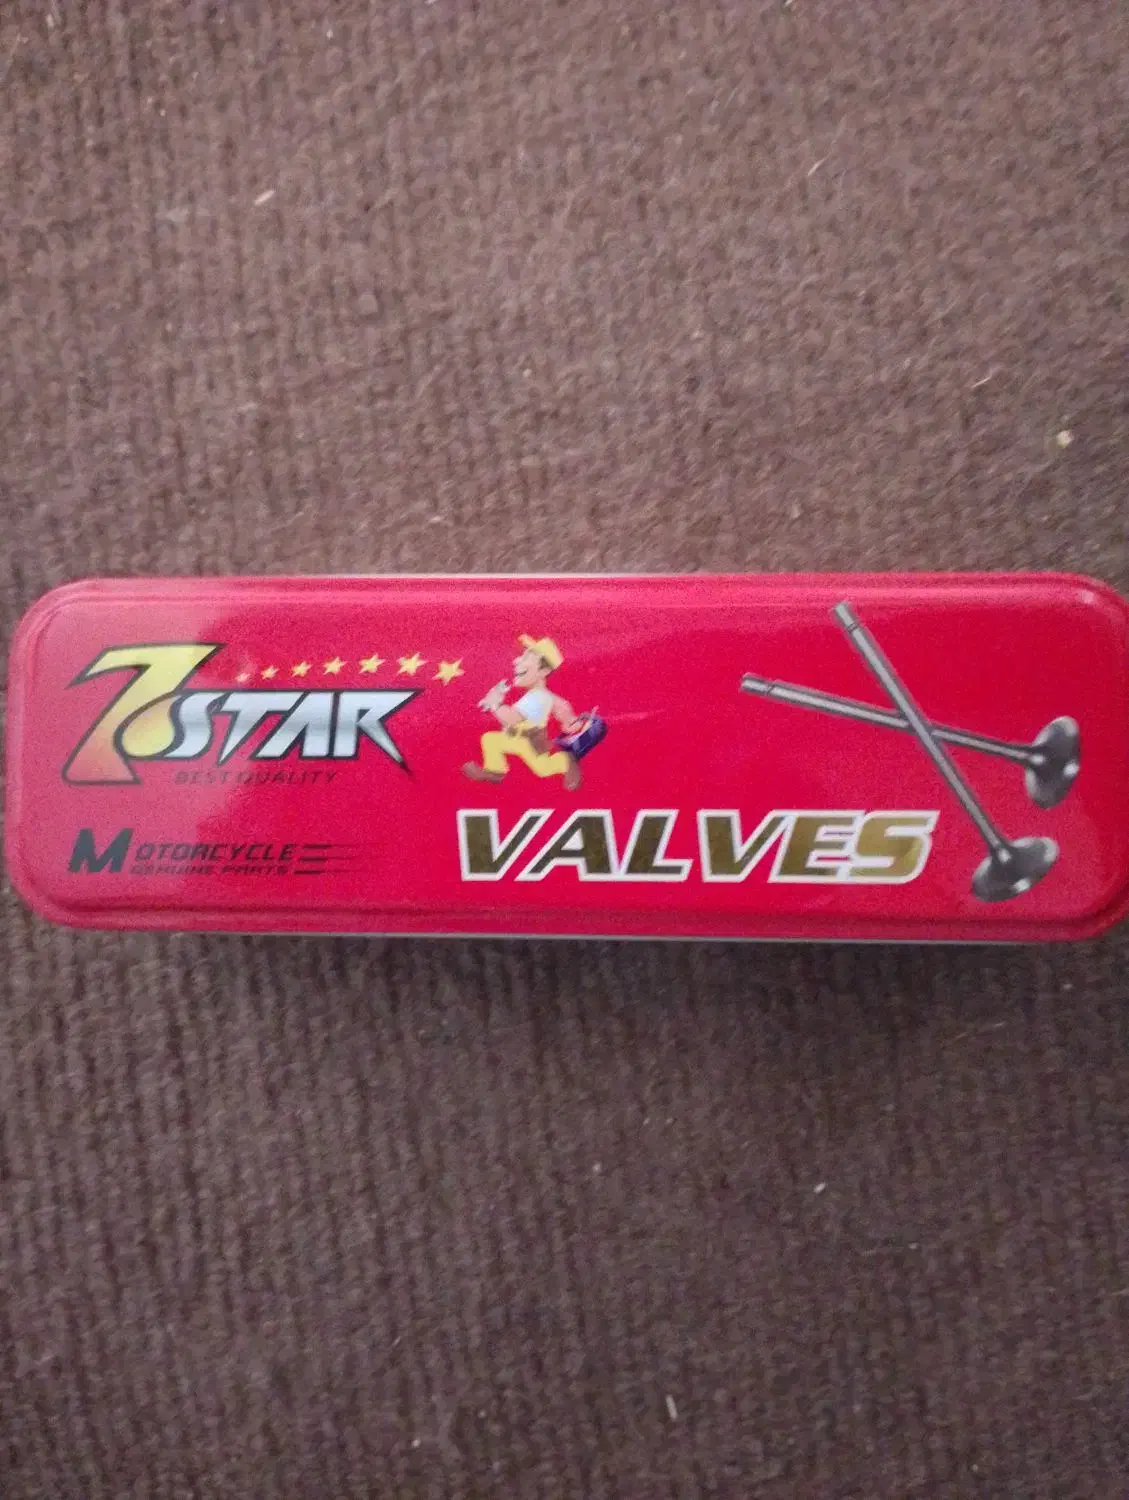 7STAR
BEST QUALITY
MOTORCYCLE
GENUINE PARTS
VALVES